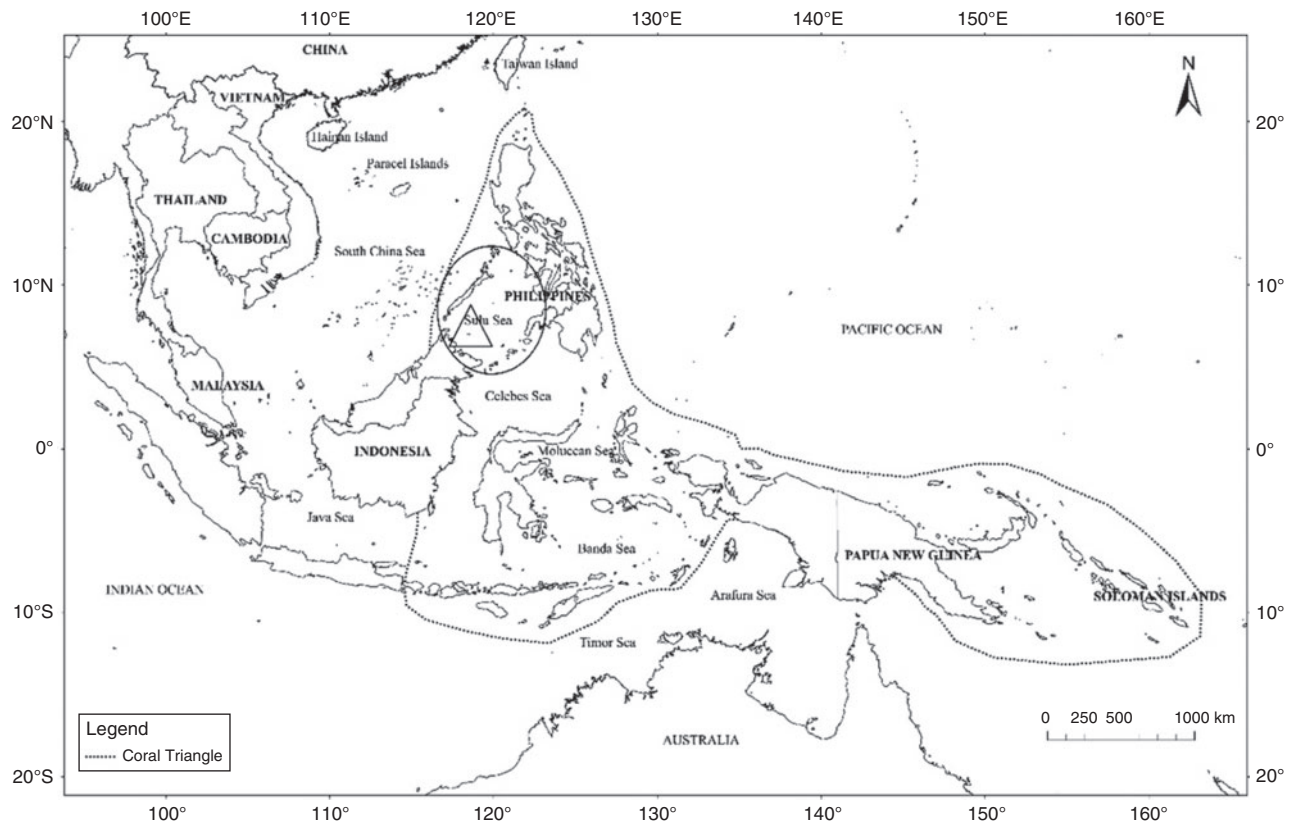 100°E 110°E 120°E 130°E 140°E 150°E 160°E
CHINA
Taiwan Island
N
VIETNAM
20°N
20°
Hainan Island
Paracel Islands
THAILAND
CAMBODIA
South China Sea
10°N
10°
PHILIPPINES
Sulu Sea
PACIFIC OCEAN
MALAYSIA
Celebes Sea
0°
0°
INDONESIA
Moluccan Sea
Java Sea
Banda Sea
PAPUA NEW GUINEA
INDIAN OCEAN
Arafura Sea
SOLOMAN ISLANDS
10°S
10°
Timor Sea
Legend
Coral Triangle
0 250 500 1000 km
AUSTRALIA
20°S
20°
100° 110° 120° 130° 140° 150° 160°